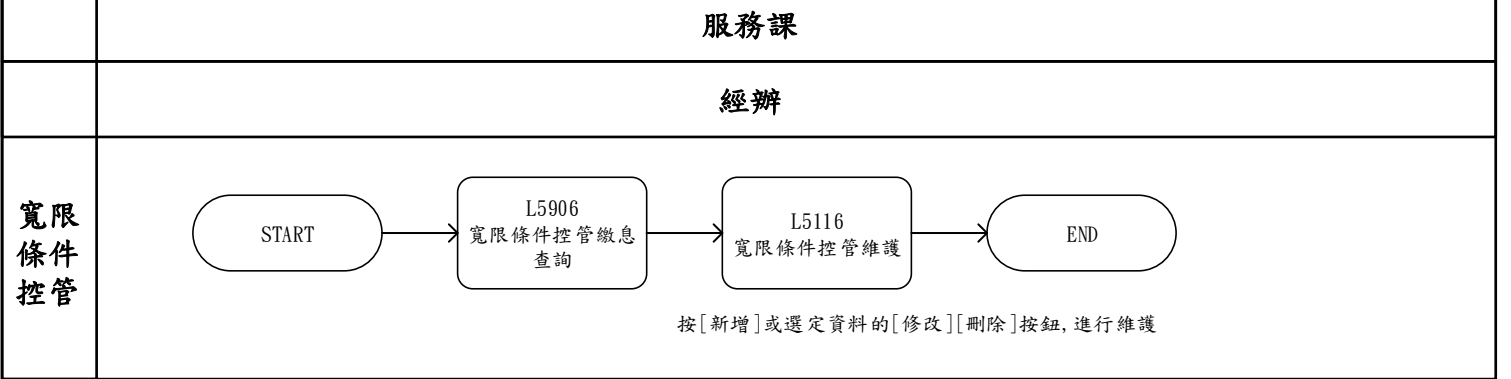 服務課
經辦
寬限
條件
控管
START
L5906
寬限條件控管繳息
查詢
L5116
寬限條件控管維護
END
按[新增]或選定資料的[修改][刪除]按鈕,進行維護